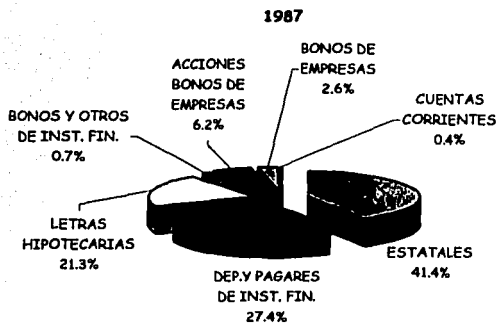 1987
ACCIONES
BONOS DE
EMPRESAS
6.2%
BONOS DE
EMPRESAS
2.6%
CUENTAS
CORRIENTES
0.4%
BONOS Y OTROS
DE INST. FIN.
0.7%
LETRAS
HIPOTECARIAS
21.3%
DEP.Y PAGARES
DE INST. FIN.
27.4%
ESTATALES
41.4%